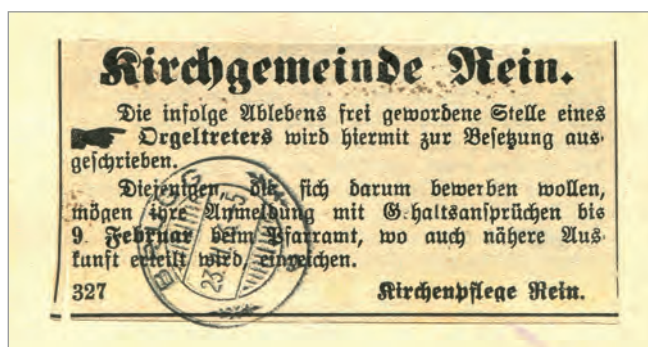 Kirchgemeinde Rein.
Die infolge Ablebens frei gewordene Stelle eines
Orgeltreters wird hiermit zur Besetzung aus-
geschrieben.
Diejenigen, die sich darum bewerben wollen,
mögen ihre Anmeldung mit G.haltsansprüchen bis
9. Februar beim Pfarramt, wo auch nähere Aus-
kunft erteilt wird, einreichen.
327 Kirchenpflege Rein.